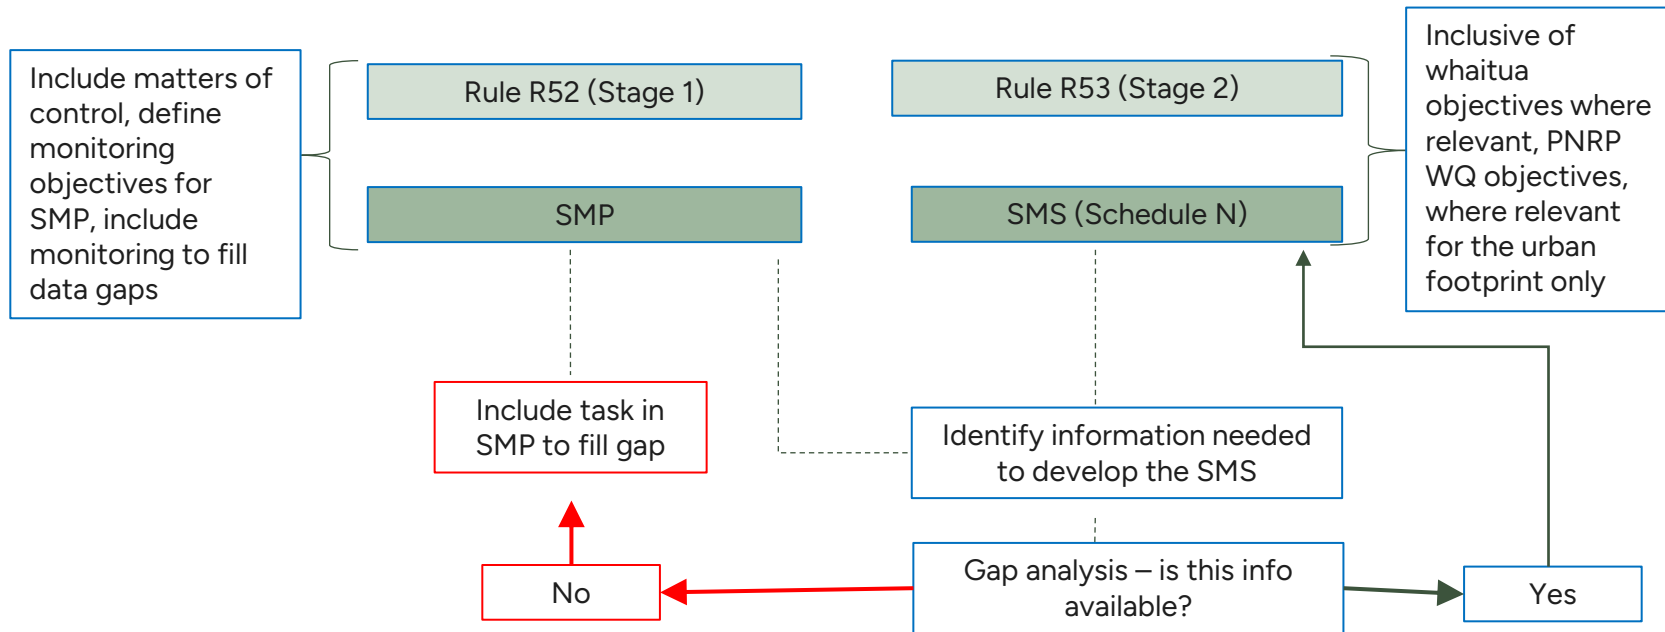 Include matters of
control, define
monitoring
objectives for
SMP, include
monitoring to fill
data gaps
Rule R52 (Stage 1)
SMP
Rule R53 (Stage 2)
SMS (Schedule N)
Inclusive of
whaitua
objectives where
relevant, PNRP
WQ objectives,
where relevant
for the urban
footprint only
Include task in
SMP to fill gap
Identify information needed
to develop the SMS
No
Gap analysis – is this info
available?
Yes